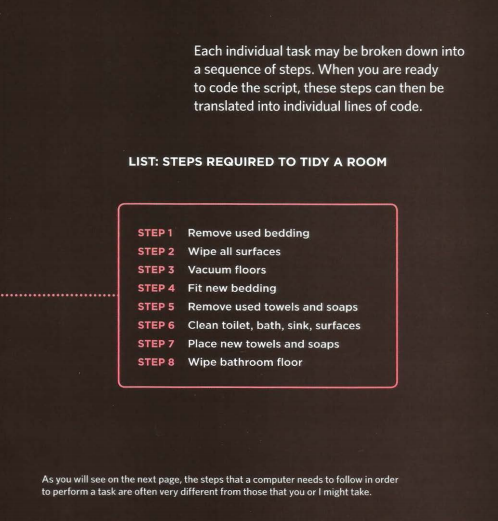 Each individual task may be broken down into
a sequence of steps. When you are ready
to code the script, these steps can then be
translated into individual lines of code.
LIST: STEPS REQUIRED TO TIDY A ROOM
STEP 1 Remove used bedding
STEP 2 Wipe all surfaces
STEP 3 Vacuum floors
STEP 4 Fit new bedding
STEP 5 Remove used towels and soaps
STEP 6 Clean toilet, bath, sink, surfaces
STEP 7 Place new towels and soaps
STEP 8 Wipe bathroom floor
As you will see on the next page, the steps that a computer needs to follow in order
to perform a task are often very different from those that you or I might take.